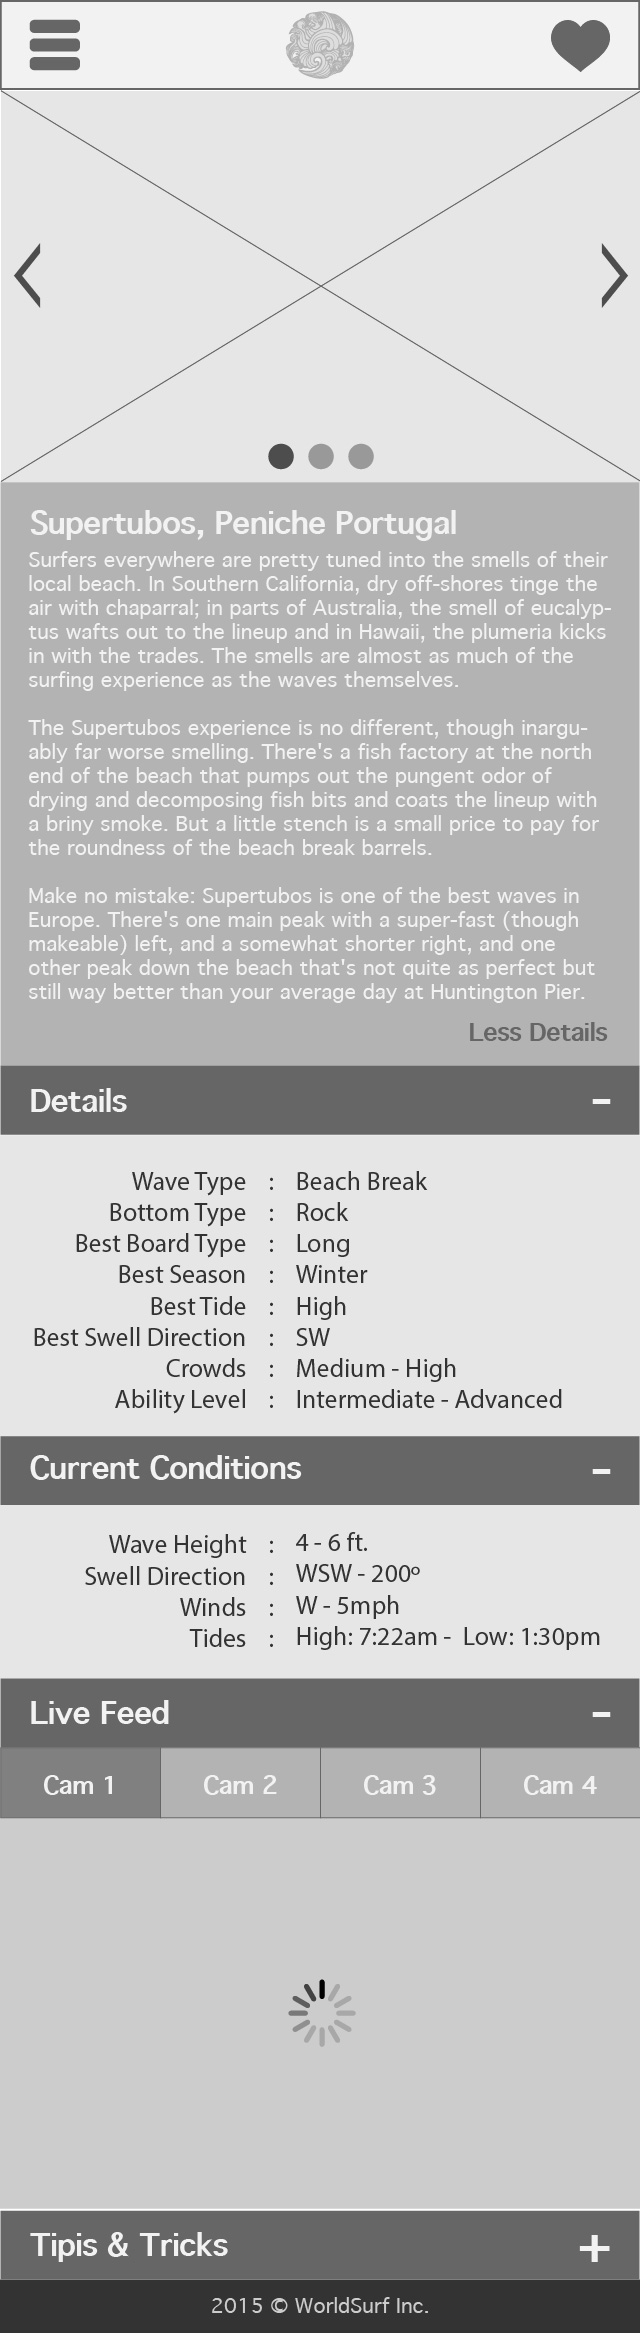 Supertubos, Peniche Portugal
Surfers everywhere are pretty tuned into the smells of their
local beach. In Southern California, dry off-shores tinge the
air with chaparral; in parts of Australia, the smell of eucalyp-
tus wafts out to the lineup and in Hawaii, the plumeria kicks
in with the trades. The smells are almost as much of the
surfing experience as the waves themselves.
The Supertubos experience is no different, though inargu-
ably far worse smelling. There's a fish factory at the north
end of the beach that pumps out the pungent odor of
drying and decomposing fish bits and coats the lineup with
a briny smoke. But a little stench is a small price to pay for
the roundness of the beach break barrels.
Make no mistake: Supertubos is one of the best waves in
Europe. There's one main peak with a super-fast (though
makeable) left, and a somewhat shorter right, and one
other peak down the beach that's not quite as perfect but
still way better than your average day at Huntington Pier.
Less Details
Details -
Wave Type : Beach Break
Bottom Type : Rock
Best Board Type : Long
Best Season : Winter
Best Tide : High
Best Swell Direction : SW
Crowds : Medium - High
Ability Level : Intermediate - Advanced
Current Conditions -
Wave Height : 4 - 6 ft.
Swell Direction : WSW - 200º
Winds : W - 5mph
Tides : High: 7:22am - Low: 1:30pm
Live Feed -
Cam 1 Cam 2 Cam 3 Cam 4
Tipis & Tricks +
2015 © WorldSurf Inc.